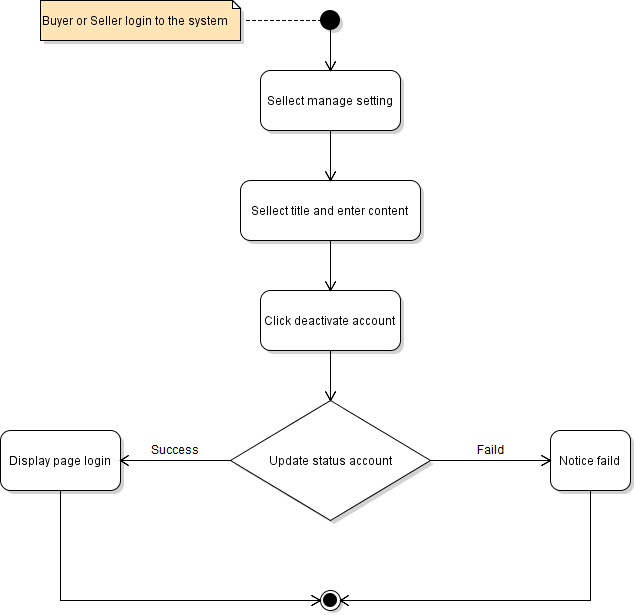 Buyer or Seller login to the system
Sellect manage setting
Sellect title and enter content
Click deactivate account
Update status account
Success
Faild
Display page login
Notice faild